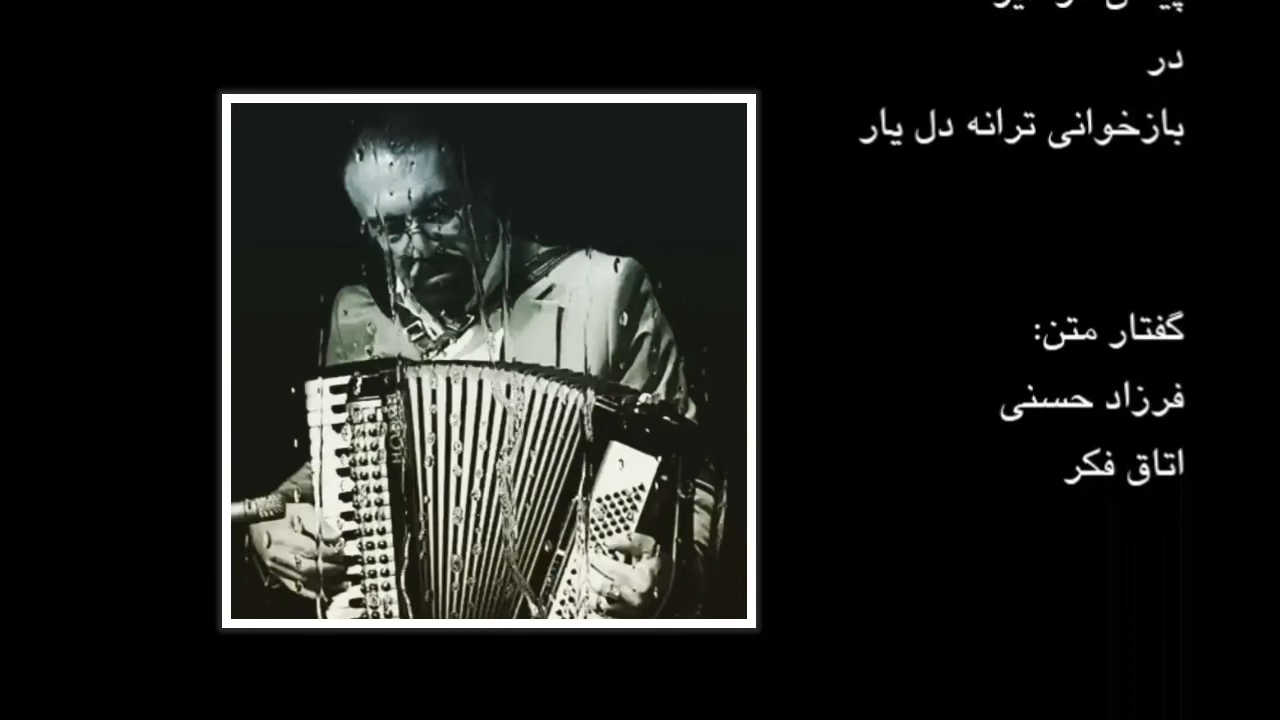 در
بازخوانی ترانه دل یار
گفتار متن:
فرزاد حسنی
اتاق فکر